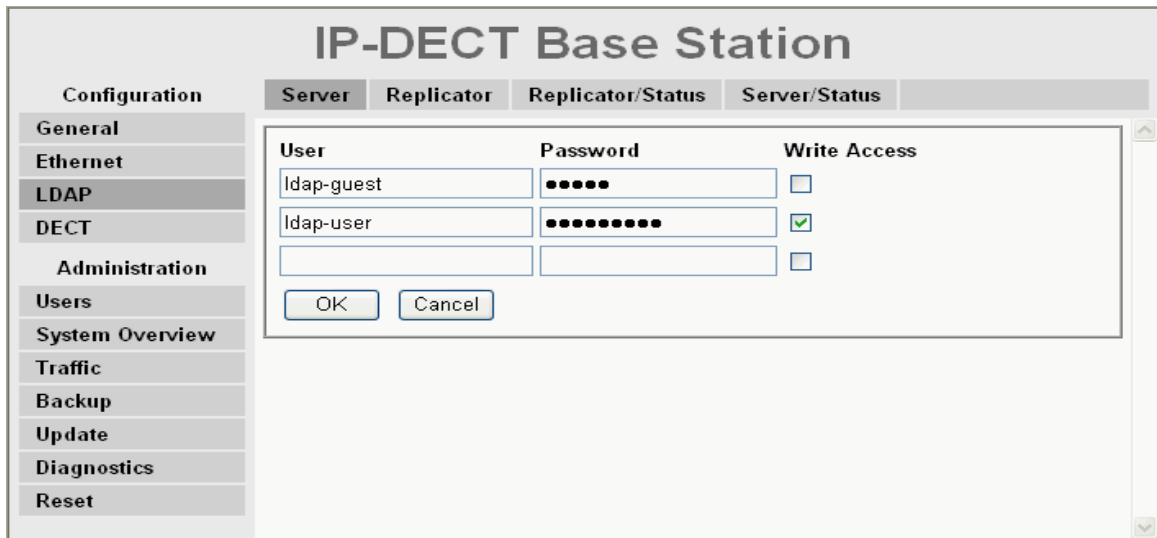 IP-DECT Base Station
Configuration
General
Ethernet
LDAP
DECT
Administration
Users
System Overview
Traffic
Backup
Update
Diagnostics
Reset
Server Replicator Replicator/Status Server/Status
User Password Write Access
ldap-guest •••••
ldap-user •••••••••
OK Cancel